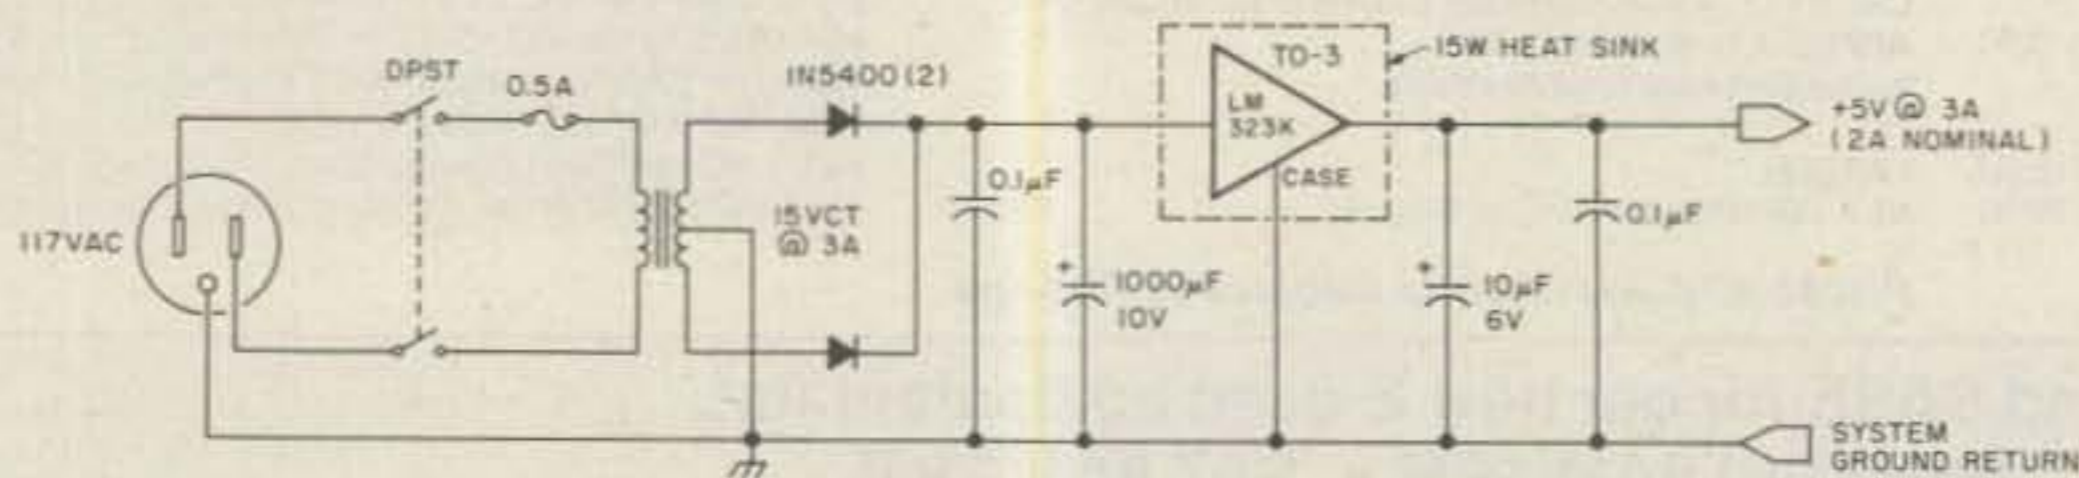 DPST
0.5A
1N5400(2)
TO-3
15W HEAT SINK
LM
323K
CASE
+5V @ 3A
(2A NOMINAL)
117VAC
15VCT
@ 3A
0.1µF
1000µF
10V
10µF
6V
0.1µF
SYSTEM
GROUND RETURN